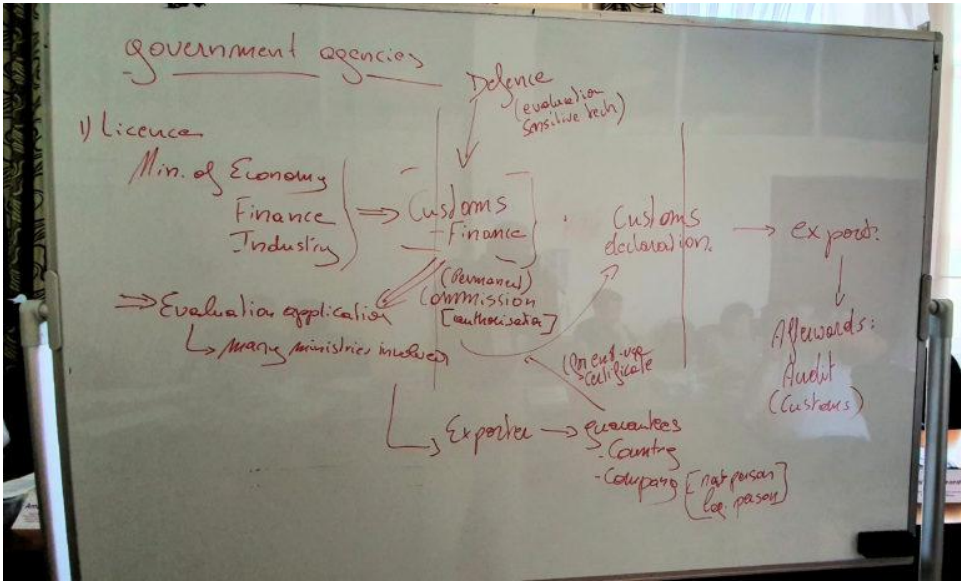 government agencies
Defence
(evaluation
sensitive tech)
1) Licence
Min. of Economy
Finance
Industry
Customs
- Finance
Customs
declaration.
export.
(Permanent)
Commission
[authorisation]
Evaluation application
many ministries involved
end-use
certificate
Exporter
guarantees
- Country
- Company
[nat person
leg. person]
Afterwards:
Audit
(Customs)